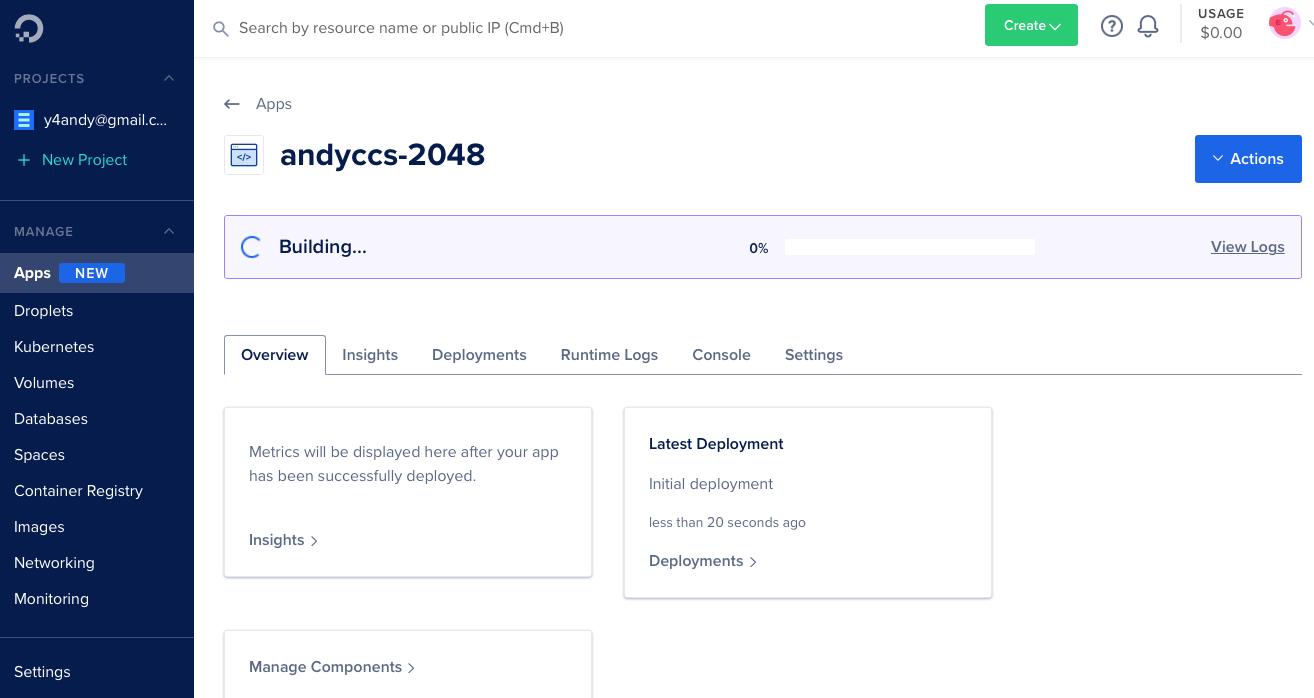 Search by resource name or public IP (Cmd+B)
Create
USAGE
$0.00
PROJECTS
y4andy@gmail.c...
New Project
MANAGE
Apps NEW
Droplets
Kubernetes
Volumes
Databases
Spaces
Container Registry
Images
Networking
Monitoring
Settings
Apps
</>
andyccs-2048
Actions
Building...
0%
View Logs
Overview
Insights
Deployments
Runtime Logs
Console
Settings
Metrics will be displayed here after your app
has been successfully deployed.
Insights
Latest Deployment
Initial deployment
less than 20 seconds ago
Deployments
Manage Components